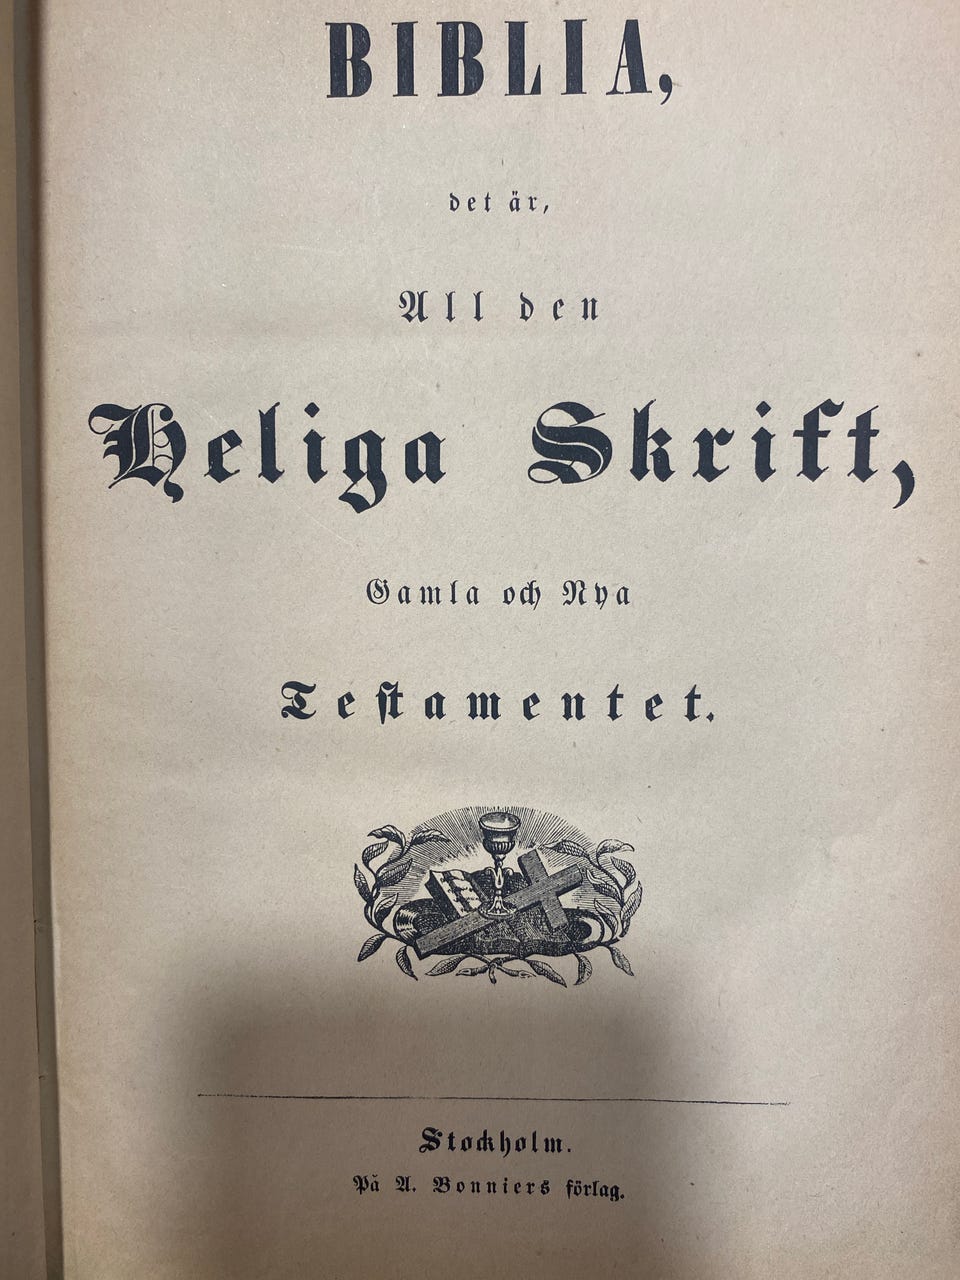 BIBLIA,
det är,
All den
Heliga Skrift,
Gamla och Nya
Testamentet.
Stockholm.
På A. Bonniers förlag.